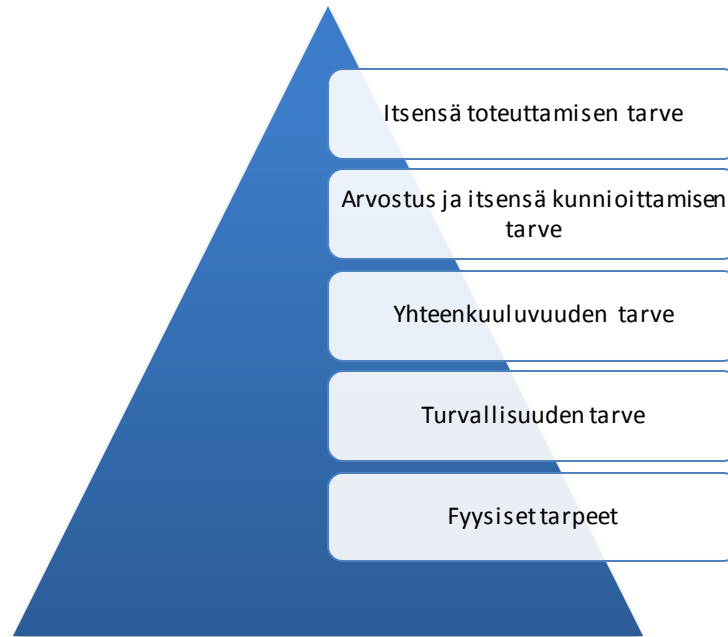 Itsensä toteuttamisen tarve
Arvostus ja itsensä kunnioittamisen
tarve
Yhteenkuuluvuuden tarve
Turvallisuuden tarve
Fyysiset tarpeet